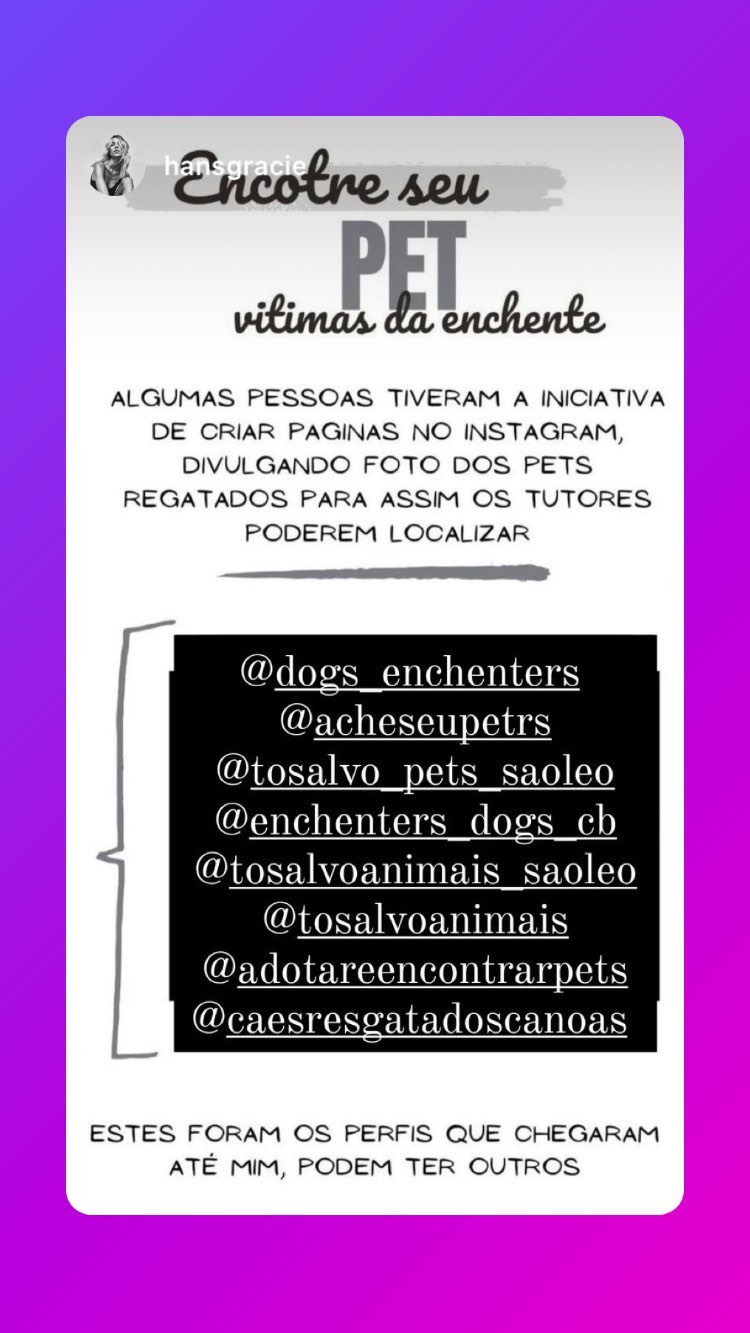 hansgracie
Encotre seu
PET
vitimas da enchente
ALGUMAS PESSOAS TIVERAM A INICIATIVA
DE CRIAR PAGINAS NO INSTAGRAM,
DIVULGANDO FOTO DOS PETS
REGATADOS PARA ASSIM OS TUTORES
PODEREM LOCALIZAR
@dogs_enchenters
@acheseupetrs
@tosalvo_pets_saoleo
@enchenters_dogs_cb
@tosalvoanimais_saoleo
@tosalvoanimais
@adotareencontrarpets
@caesresgatadoscanoas
ESTES FORAM OS PERFIS QUE CHEGARAM
ATÉ MIM, PODEM TER OUTROS